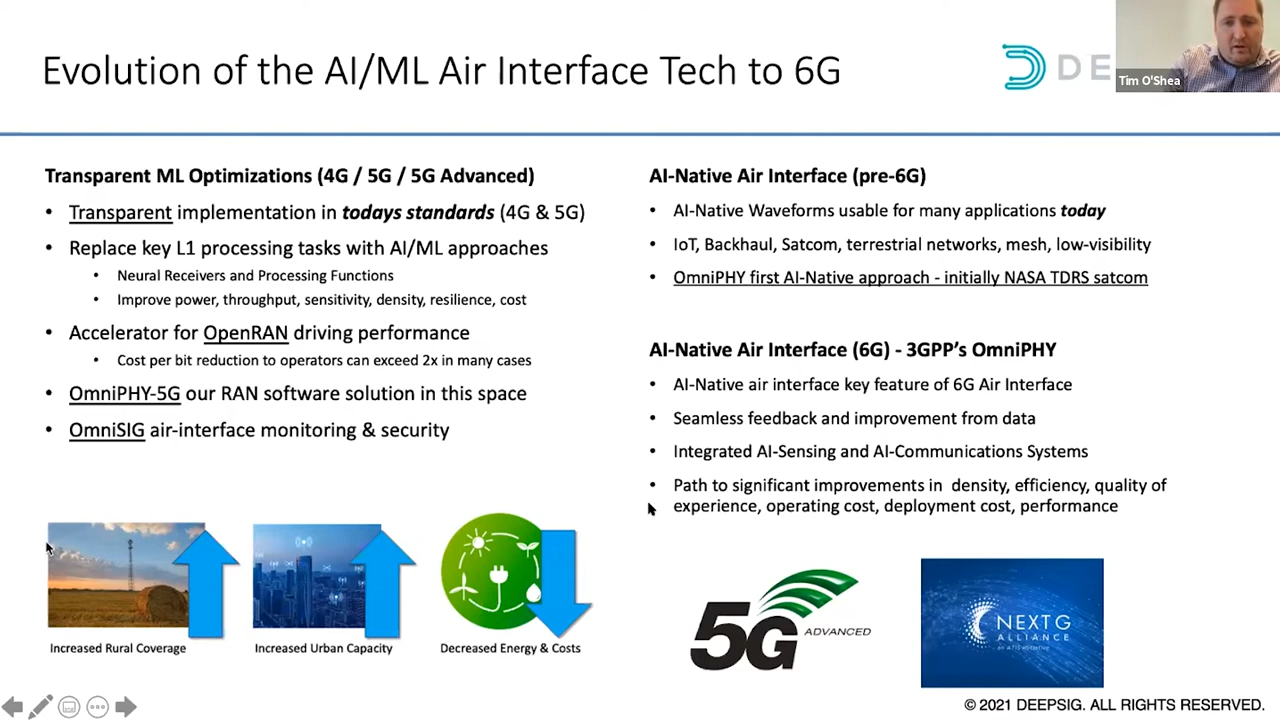 Evolution of the AI/ML Air Interface Tech to 6G
DE
Tim O'Shea
Transparent ML Optimizations (4G / 5G / 5G Advanced)
• Transparent implementation in todays standards (4G & 5G)
• Replace key L1 processing tasks with AI/ML approaches
• Neural Receivers and Processing Functions
• Improve power, throughput, sensitivity, density, resilience, cost
• Accelerator for OpenRAN driving performance
• Cost per bit reduction to operators can exceed 2x in many cases
• OmniPHY-5G our RAN software solution in this space
• OmniSIG air-interface monitoring & security
Increased Rural Coverage
Increased Urban Capacity
Decreased Energy & Costs
AI-Native Air Interface (pre-6G)
• AI-Native Waveforms usable for many applications today
• IoT, Backhaul, Satcom, terrestrial networks, mesh, low-visibility
• OmniPHY first AI-Native approach - initially NASA TDRS satcom
AI-Native Air Interface (6G) - 3GPP's OmniPHY
• AI-Native air interface key feature of 6G Air Interface
• Seamless feedback and improvement from data
• Integrated AI-Sensing and AI-Communications Systems
• Path to significant improvements in density, efficiency, quality of
experience, operating cost, deployment cost, performance
5G ADVANCED
NEXTG
ALLIANCE
an ATIS initiative
© 2021 DEEPSIG. ALL RIGHTS RESERVED.